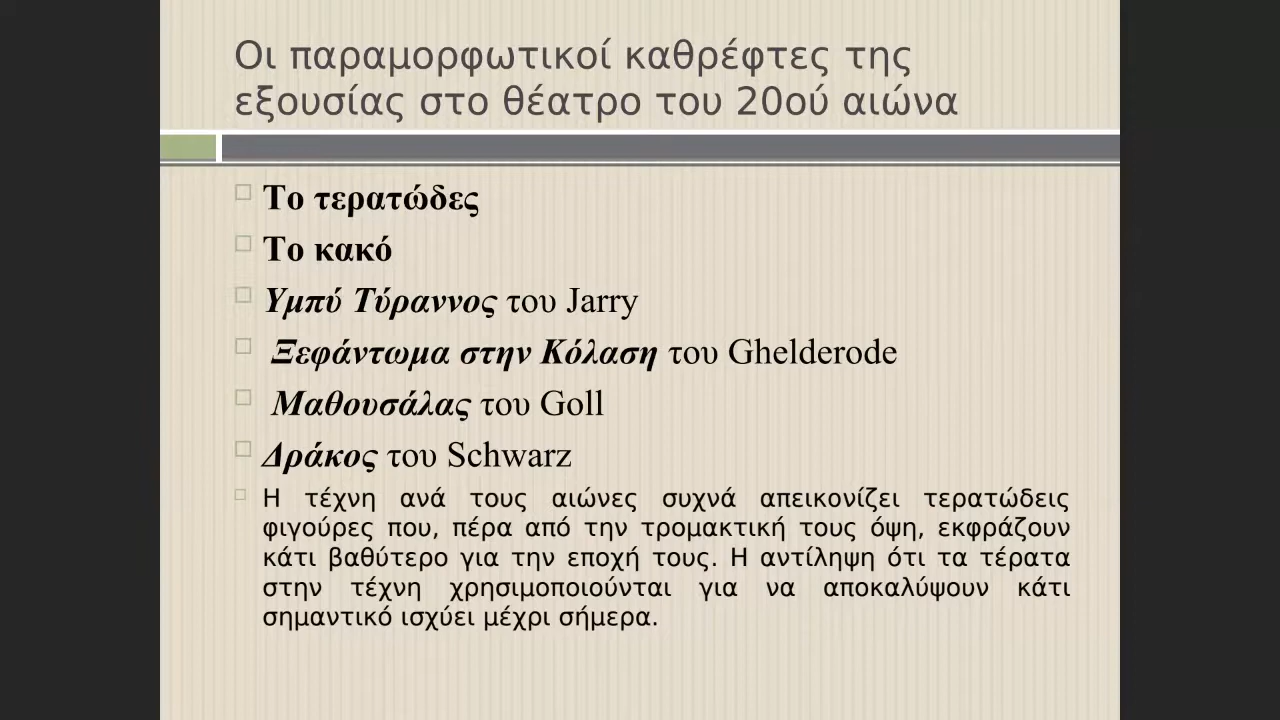 Οι παραμορφωτικοί καθρέφτες της
εξουσίας στο θέατρο του 20ού αιώνα
Το τερατώδες
Το κακό
Υμπύ Τύραννος του Jarry
Ξεφάντωμα στην Κόλαση του Ghelderode
Μαθουσάλας του Goll
Δράκος του Schwarz
Η τέχνη ανά τους αιώνες συχνά απεικονίζει τερατώδεις
φιγούρες που, πέρα από την τρομακτική τους όψη, εκφράζουν
κάτι βαθύτερο για την εποχή τους. Η αντίληψη ότι τα τέρατα
στην τέχνη χρησιμοποιούνται για να αποκαλύψουν κάτι
σημαντικό ισχύει μέχρι σήμερα.